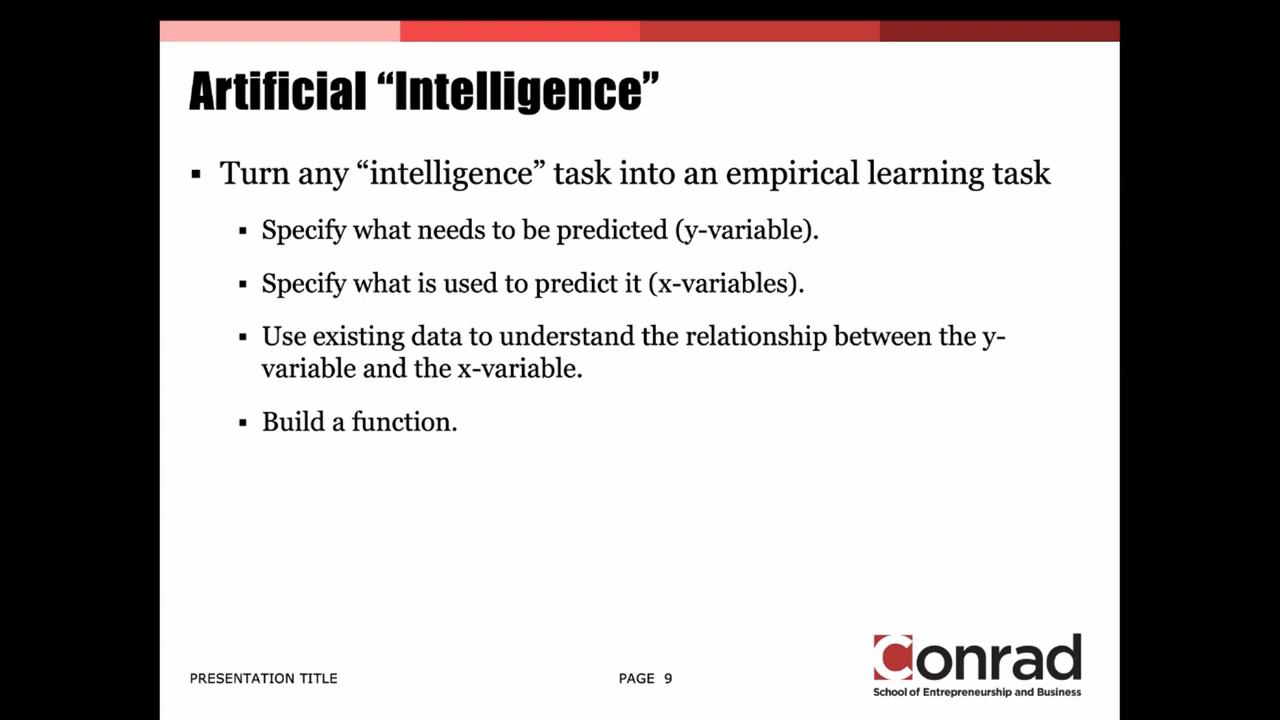 Artificial “Intelligence”
▪ Turn any “intelligence” task into an empirical learning task
▪ Specify what needs to be predicted (y-variable).
▪ Specify what is used to predict it (x-variables).
▪ Use existing data to understand the relationship between the y-
variable and the x-variable.
▪ Build a function.
PRESENTATION TITLE
PAGE 9
Conrad
School of Entrepreneurship and Business